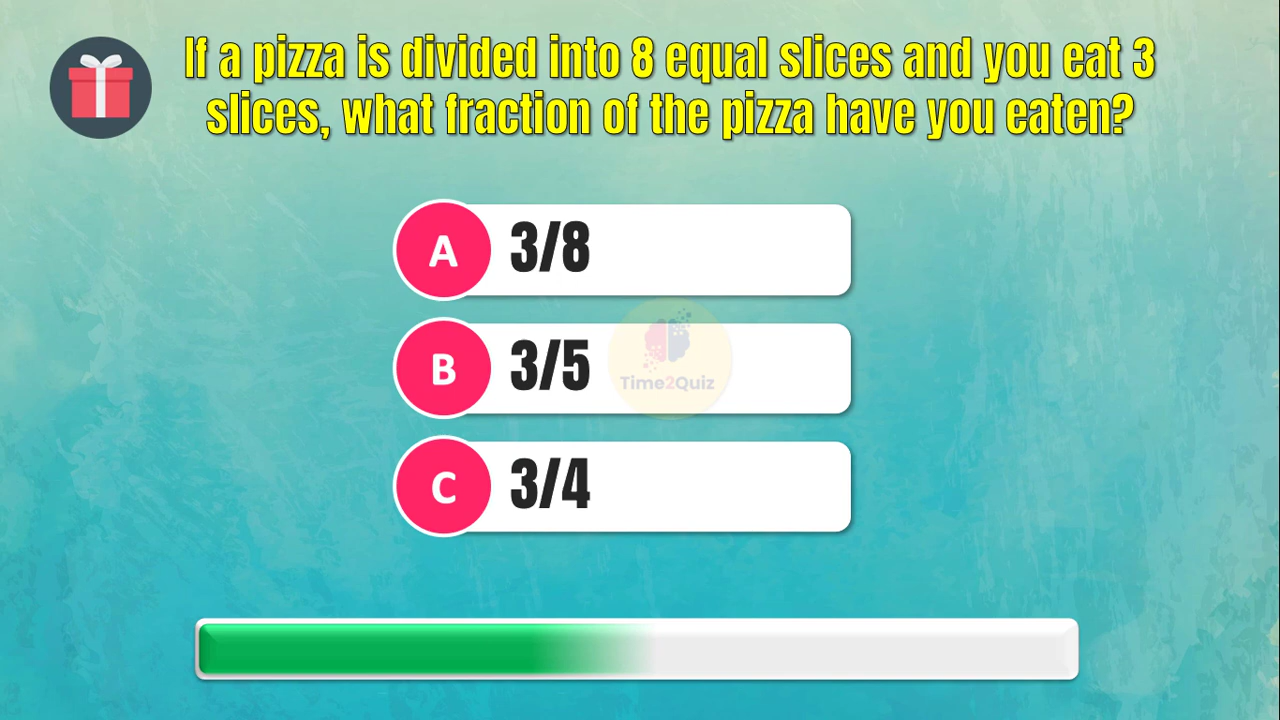 If a pizza is divided into 8 equal slices and you eat 3
slices, what fraction of the pizza have you eaten?
A 3/8
B 3/5
Time2Quiz
C 3/4